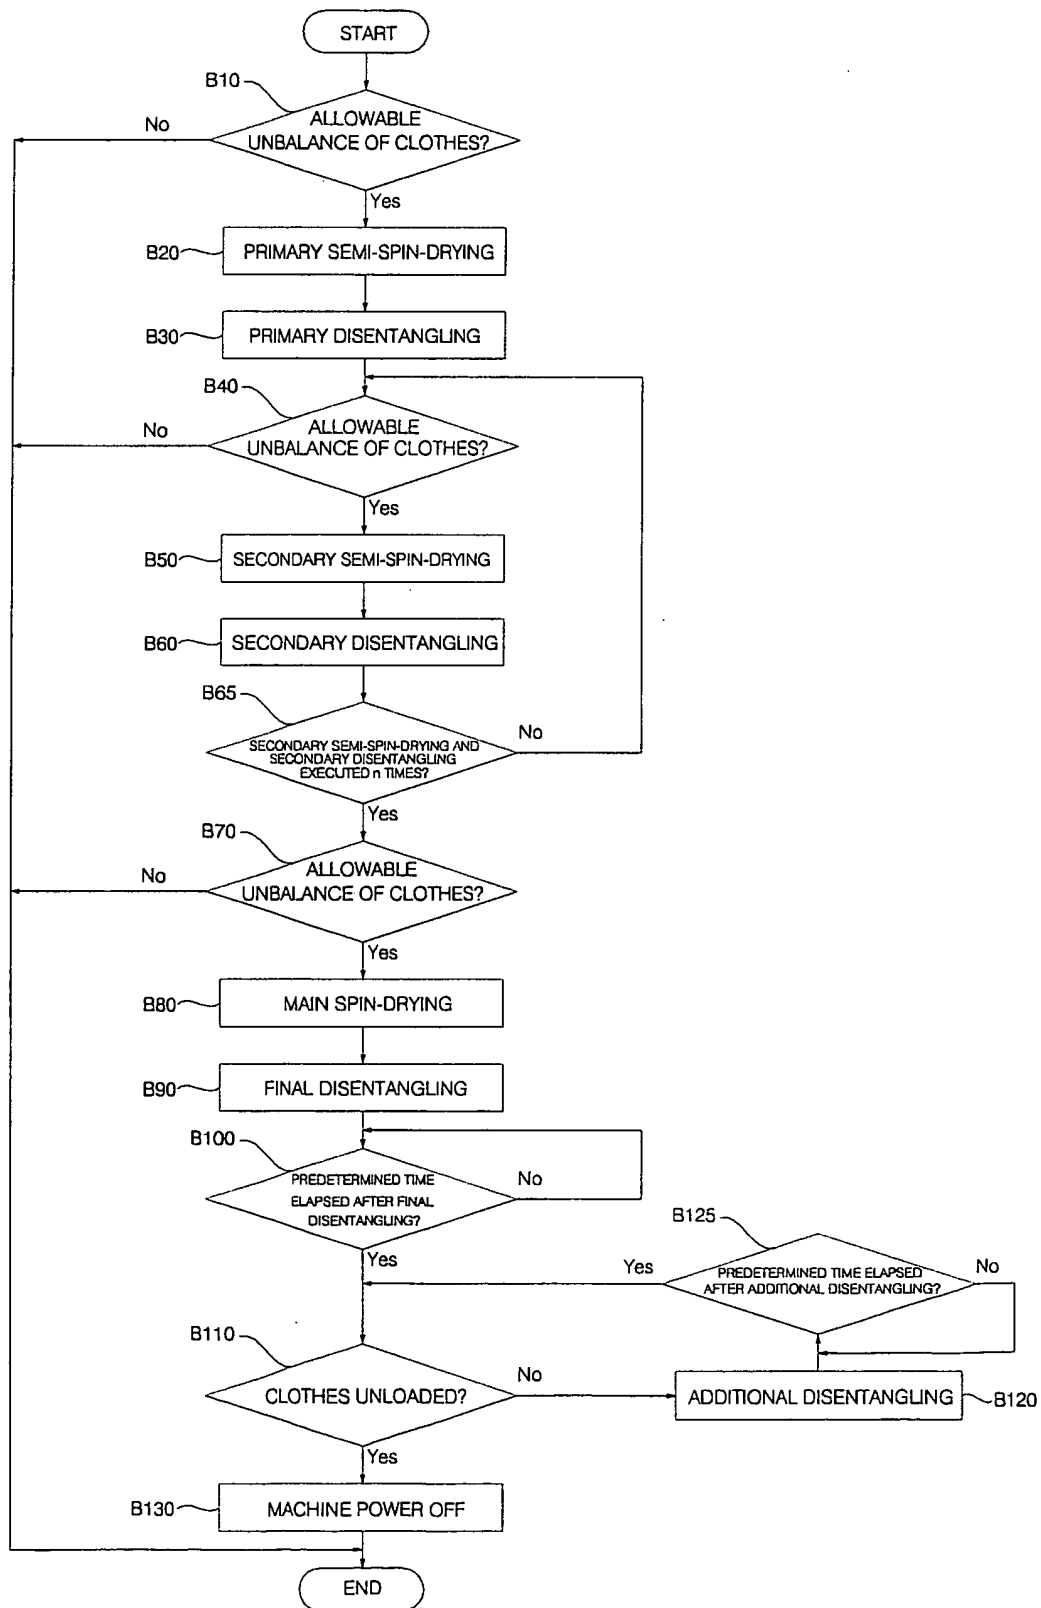 START
B10
ALLOWABLE
UNBALANCE OF CLOTHES?
No
Yes
B20
PRIMARY SEMI-SPIN-DRYING
B30
PRIMARY DISENTANGLING
B40
ALLOWABLE
UNBALANCE OF CLOTHES?
No
Yes
B50
SECONDARY SEMI-SPIN-DRYING
B60
SECONDARY DISENTANGLING
B65
SECONDARY SEMI-SPIN-DRYING AND
SECONDARY DISENTANGLING
EXECUTED n TIMES?
No
Yes
B70
ALLOWABLE
UNBALANCE OF CLOTHES?
No
Yes
B80
MAIN SPIN-DRYING
B90
FINAL DISENTANGLING
B100
PREDETERMINED TIME
ELAPSED AFTER FINAL
DISENTANGLING?
No
Yes
B125
PREDETERMINED TIME ELAPSED
AFTER ADDITIONAL DISENTANGLING?
Yes
No
B110
CLOTHES UNLOADED?
No
ADDITIONAL DISENTANGLING
B120
Yes
B130
MACHINE POWER OFF
END